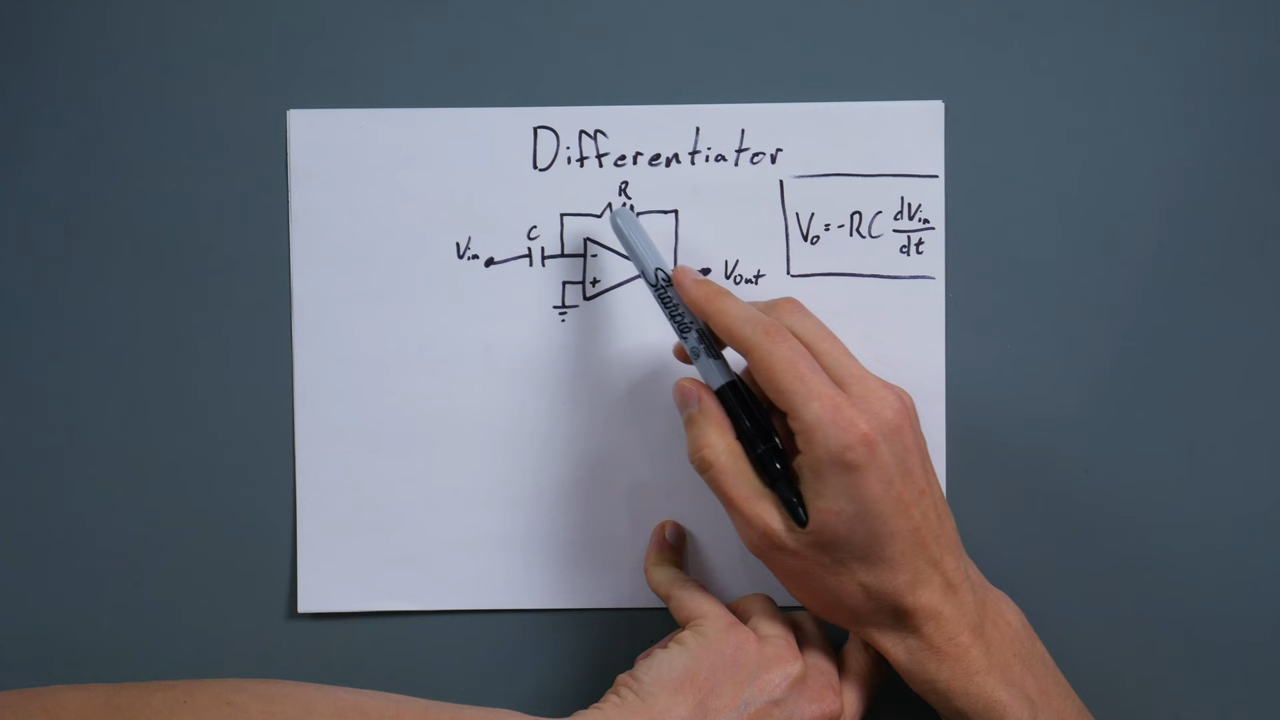 Differentiator
R
C
Vin
-
+
Vout
Vo = -RC dVin/dt
Sharpie